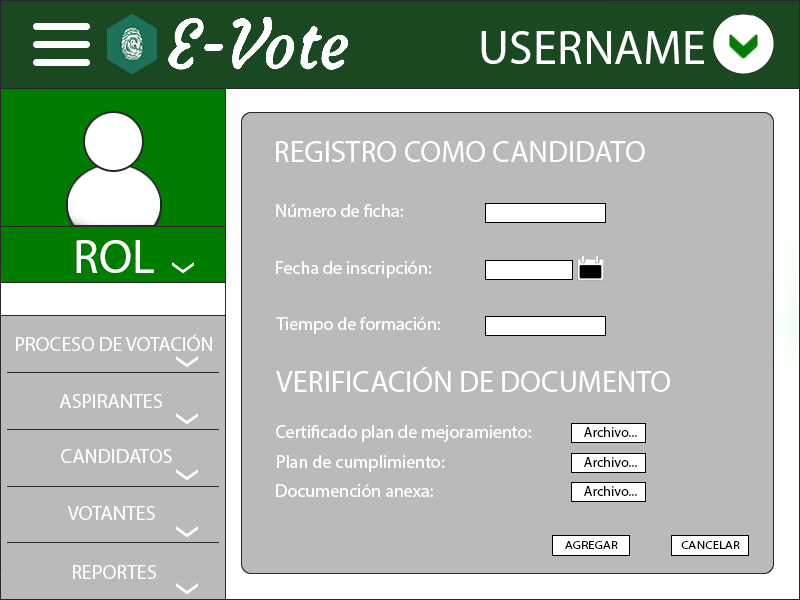 E-Vote
USERNAME
ROL
PROCESO DE VOTACIÓN
ASPIRANTES
CANDIDATOS
VOTANTES
REPORTES
REGISTRO COMO CANDIDATO
Número de ficha:
Fecha de inscripción:
Tiempo de formación:
VERIFICACIÓN DE DOCUMENTO
Certificado plan de mejoramiento: Archivo...
Plan de cumplimiento: Archivo...
Documención anexa: Archivo...
AGREGAR CANCELAR